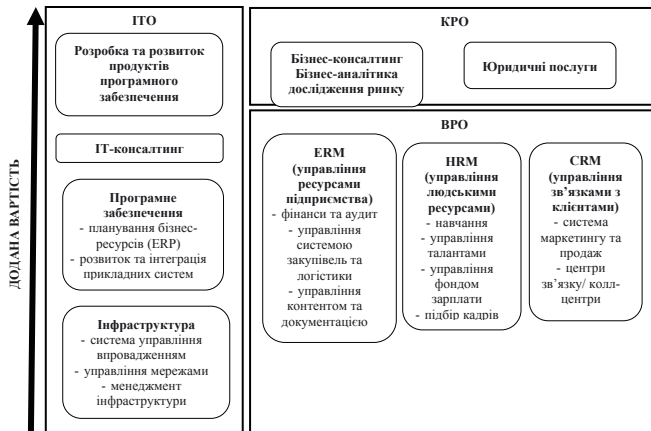 ДОДАНА ВАРТІСТЬ
ІТО
Розробка та розвиток
продуктів
програмного
забезпечення
ІТ-консалтинг
Програмне
забезпечення
- планування бізнес-
ресурсів (ERP)
- розвиток та інтеграція
прикладних систем
Інфраструктура
- система управління
впровадженням
- управління мережами
- менеджмент
інфраструктури
КРО
Бізнес-консалтинг
Бізнес-аналітика
дослідження ринку
Юридичні послуги
ВРО
ERM
(управління
ресурсами
підприємства)
- фінанси та аудит
- управління
системою
закупівель та
логістики
- управління
контентом та
документацією
HRM
(управління
людськими
ресурсами)
- навчання
- управління
талантами
- управління
фондом
зарплати
- підбір кадрів
CRM
(управління
зв’язками з
клієнтами)
- система
маркетингу та
продаж
- центри
зв’язку/ колл-
центри